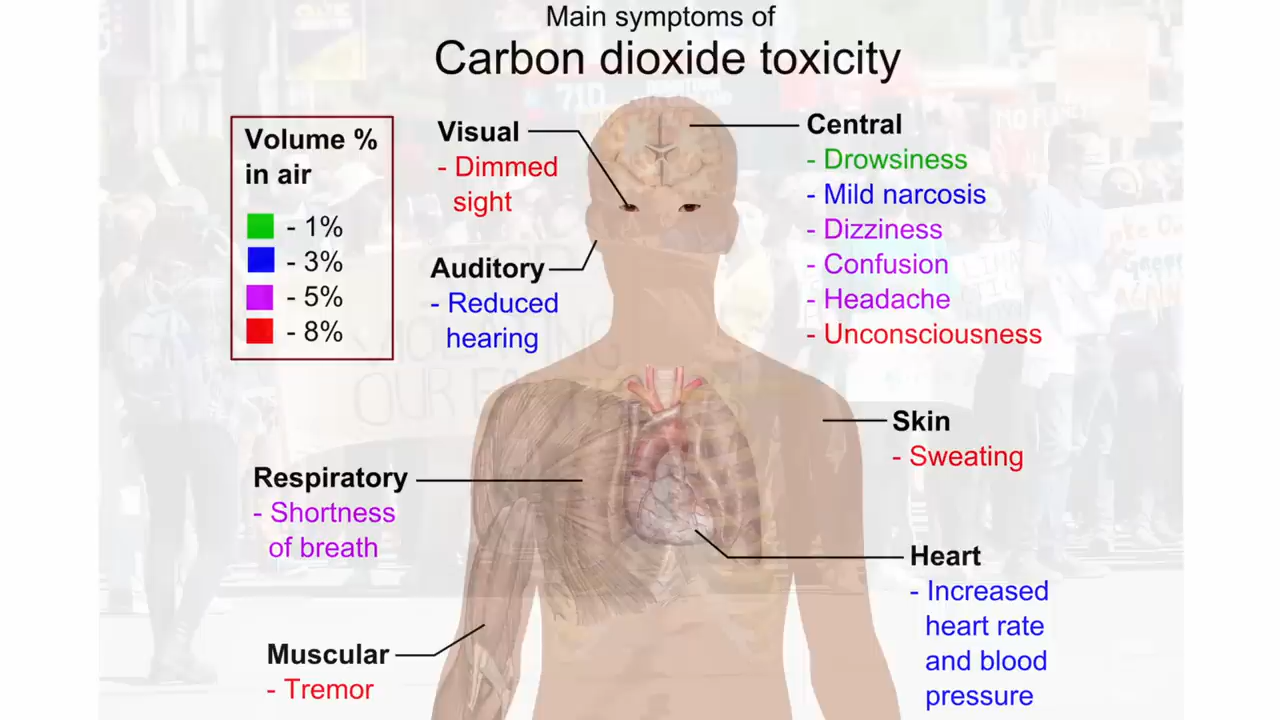 Main symptoms of
Carbon dioxide toxicity
Volume %
in air
- 1%
- 3%
- 5%
- 8%
Visual
- Dimmed
sight
Auditory
- Reduced
hearing
Central
- Drowsiness
- Mild narcosis
- Dizziness
- Confusion
- Headache
- Unconsciousness
Skin
- Sweating
Respiratory
- Shortness
of breath
Heart
- Increased
heart rate
and blood
pressure
Muscular
- Tremor
OUR